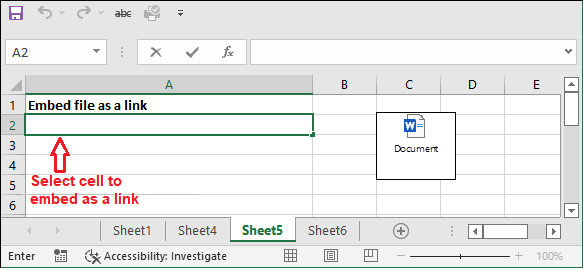 abc
A2
fx
A B C D E
1 Embed file as a link
2
3
4
5
6
W
Document
Select cell to
embed as a link
Sheet1 Sheet4 Sheet5 Sheet6
Enter Accessibility: Investigate 100%